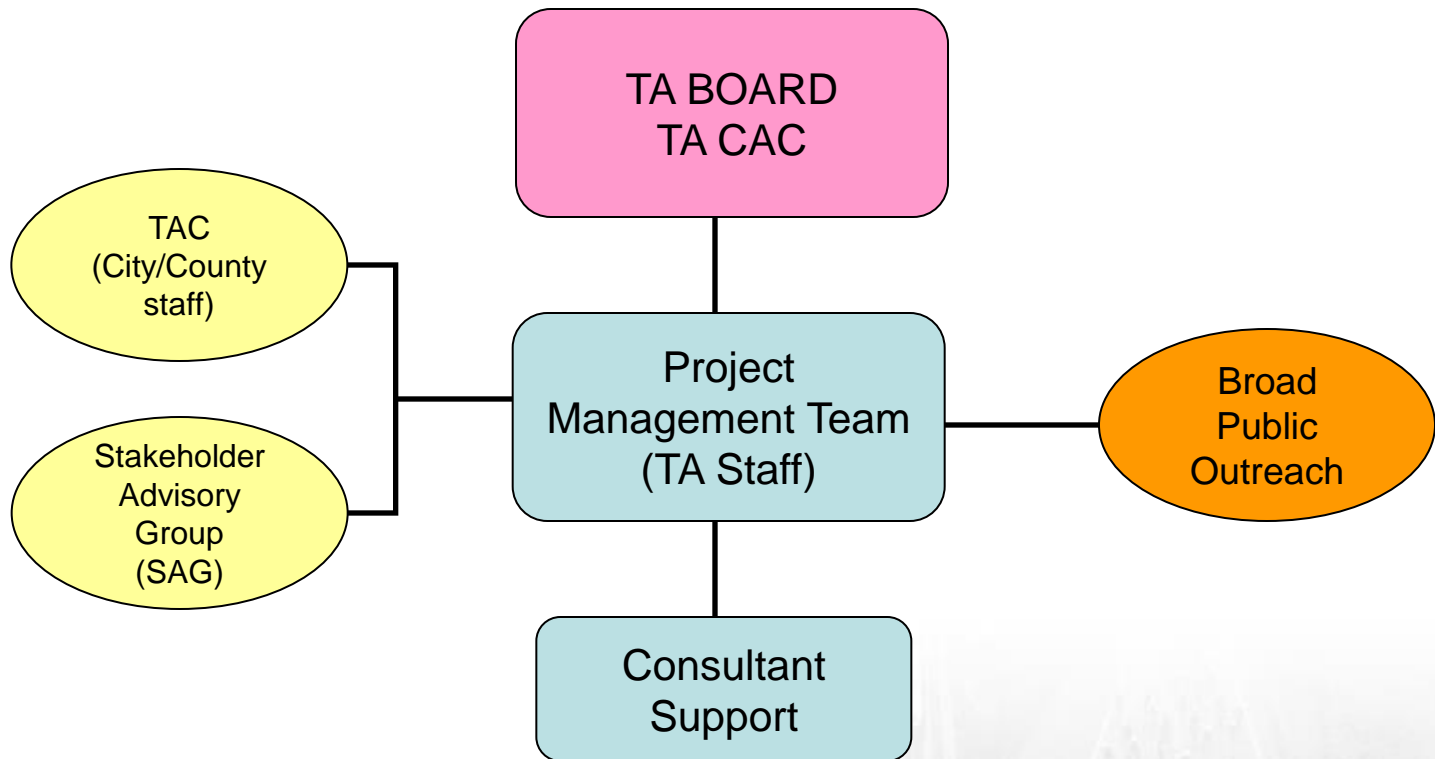 TA BOARD
TA CAC
TAC
(City/County
staff)
Project
Management Team
(TA Staff)
Broad
Public
Outreach
Stakeholder
Advisory
Group
(SAG)
Consultant
Support